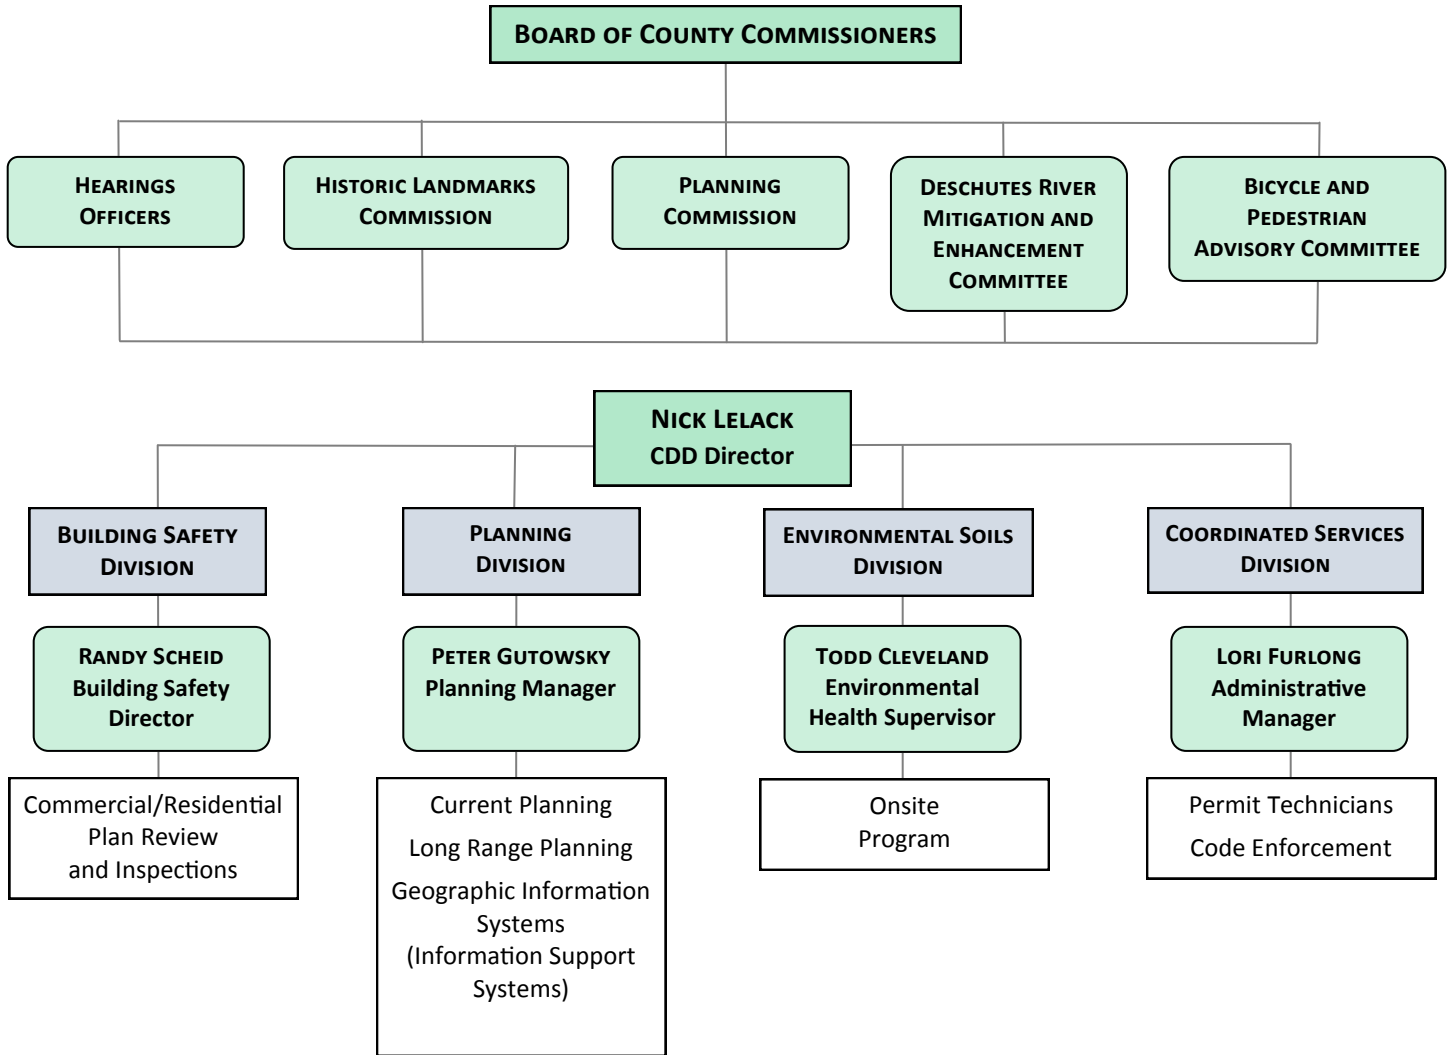 BOARD OF COUNTY COMMISSIONERS
HEARINGS
OFFICERS
HISTORIC LANDMARKS
COMMISSION
PLANNING
COMMISSION
DESCHUTES RIVER
MITIGATION AND
ENHANCEMENT
COMMITTEE
BICYCLE AND
PEDESTRIAN
ADVISORY COMMITTEE
NICK LELACK
CDD Director
BUILDING SAFETY
DIVISION
PLANNING
DIVISION
ENVIRONMENTAL SOILS
DIVISION
COORDINATED SERVICES
DIVISION
RANDY SCHEID
Building Safety
Director
PETER GUTOWSKY
Planning Manager
TODD CLEVELAND
Environmental
Health Supervisor
LORI FURLONG
Administrative
Manager
Commercial/Residential
Plan Review
and Inspections
Current Planning
Long Range Planning
Geographic Information
Systems
(Information Support
Systems)
Onsite
Program
Permit Technicians
Code Enforcement